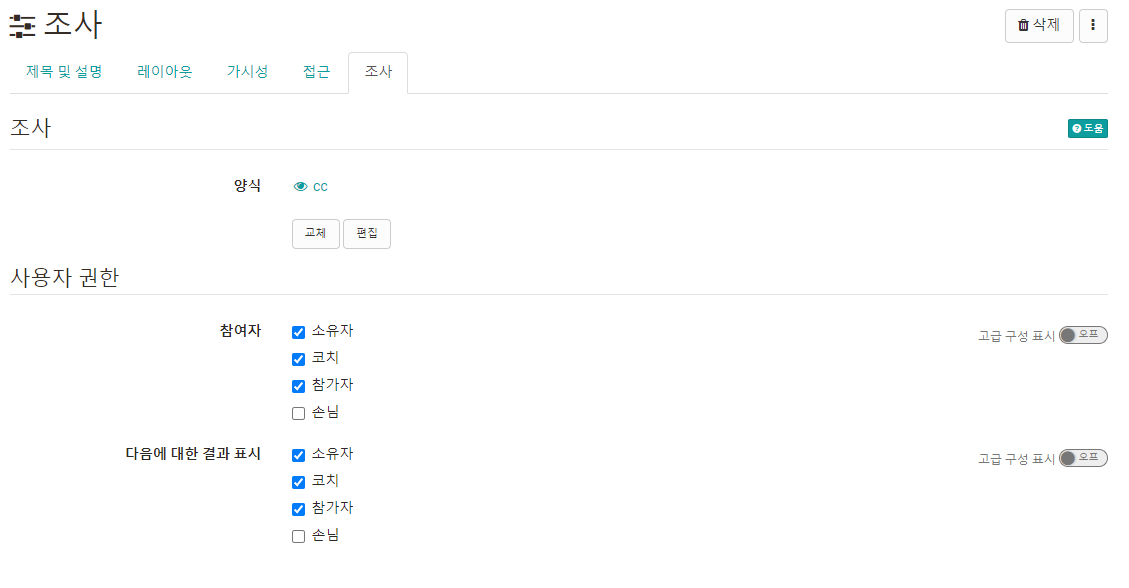 조사
삭제
제목 및 설명 레이아웃 가시성 접근 조사
조사
도움
양식
cc
교체 편집
사용자 권한
참여자
소유자
고급 구성 표시 오프
코치
참가자
손님
다음에 대한 결과 표시
소유자
고급 구성 표시 오프
코치
참가자
손님